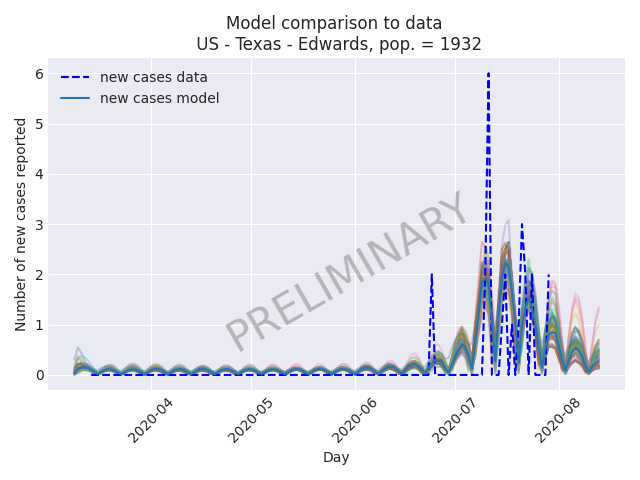 Model comparison to data
US - Texas - Edwards, pop. = 1932
new cases data
new cases model
Number of new cases reported
6
5
4
3
2
1
0
PRELIMINARY
2020-04
2020-05
2020-06
2020-07
2020-08
Day